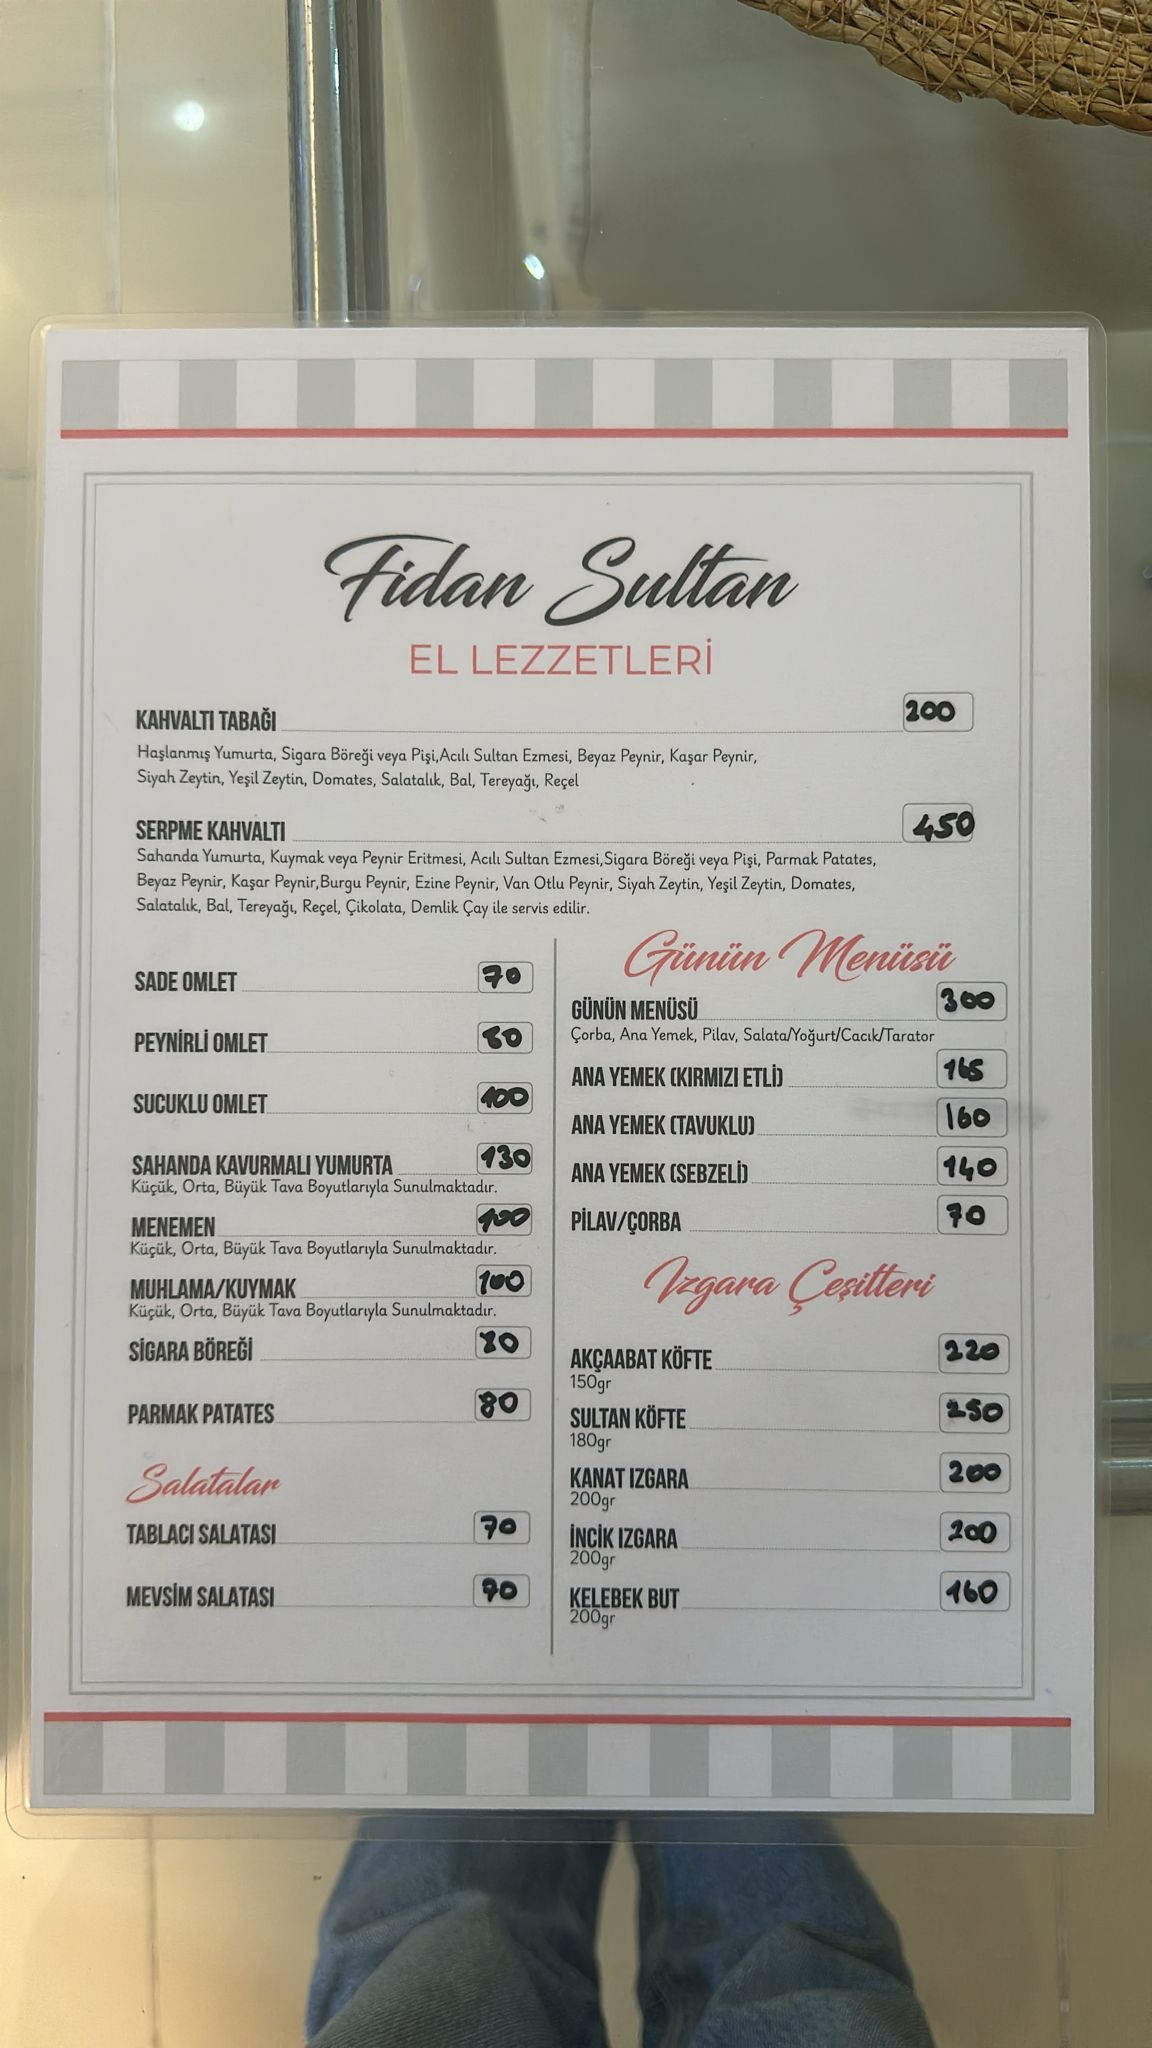 Fidan Sultan
EL LEZZETLERİ
KAHVALTI TABAĞI 200
Haşlanmış Yumurta, Sigara Böreği veya Pişi,Acılı Sultan Ezmesi, Beyaz Peynir, Kaşar Peynir,
Siyah Zeytin, Yeşil Zeytin, Domates, Salatalık, Bal, Tereyağı, Reçel
SERPME KAHVALTI 450
Sahanda Yumurta, Kuymak veya Peynir Eritmesi, Acılı Sultan Ezmesi,Sigara Böreği veya Pişi, Parmak Patates,
Beyaz Peynir, Kaşar Peynir,Burgu Peynir, Ezine Peynir, Van Otlu Peynir, Siyah Zeytin, Yeşil Zeytin, Domates,
Salatalık, Bal, Tereyağı, Reçel, Çikolata, Demlik Çay ile servis edilir.
SADE OMLET 70
PEYNİRLİ OMLET 80
SUCUKLU OMLET 100
SAHANDA KAVURMALI YUMURTA 130
Küçük, Orta, Büyük Tava Boyutlarıyla Sunulmaktadır.
MENEMEN 100
Küçük, Orta, Büyük Tava Boyutlarıyla Sunulmaktadır.
MUHLAMA/KUYMAK 100
Küçük, Orta, Büyük Tava Boyutlarıyla Sunulmaktadır.
SİGARA BÖREĞİ 80
PARMAK PATATES 80
Salatalar
TABLACI SALATASI 70
MEVSİM SALATASI 70
Günün Menüsü
GÜNÜN MENÜSÜ 300
Çorba, Ana Yemek, Pilav, Salata/Yoğurt/Cacık/Tarator
ANA YEMEK (KIRMIZI ETLİ) 165
ANA YEMEK (TAVUKLU) 160
ANA YEMEK (SEBZELİ) 140
PİLAV/ÇORBA 70
Izgara Çeşitleri
AKÇAABAT KÖFTE 220
150gr
SULTAN KÖFTE 250
180gr
KANAT IZGARA 200
200gr
İNCİK IZGARA 200
200gr
KELEBEK BUT 160
200gr